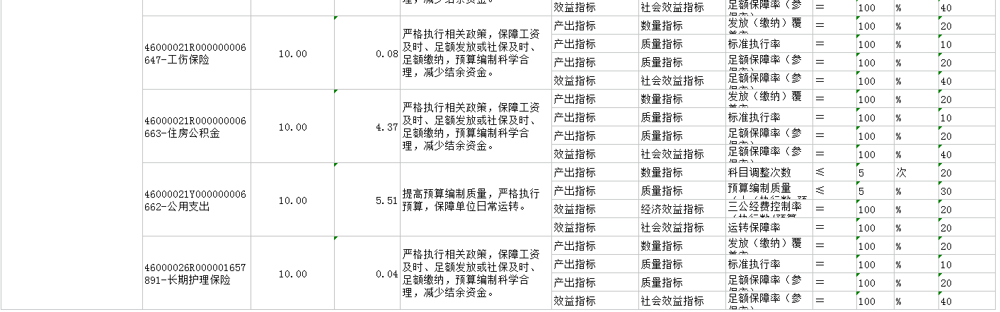 理，减少结余资金。
效益指标 社会效益指标 足额保障率（参 ＝ 100 % 40
46000021R000000006
647-工伤保险
10.00
0.08
严格执行相关政策，保障工资
及时、足额发放或社保及时、
足额缴纳，预算编制科学合
理，减少结余资金。
产出指标 数量指标 发放（缴纳）覆 100 % 20
产出指标 质量指标 标准执行率 ＝ 100 % 10
产出指标 质量指标 足额保障率（参 ＝ 100 % 20
效益指标 社会效益指标 足额保障率（参 ＝ 100 % 40
46000021R000000006
663-住房公积金
10.00
4.37
严格执行相关政策，保障工资
及时、足额发放或社保及时、
足额缴纳，预算编制科学合
理，减少结余资金。
产出指标 数量指标 发放（缴纳）覆 ＝ 100 % 20
产出指标 质量指标 标准执行率 ＝ 100 % 10
产出指标 质量指标 足额保障率（参 ＝ 100 % 20
效益指标 社会效益指标 足额保障率（参 ＝ 100 % 40
46000021Y000000006
662-公用支出
10.00
5.51
提高预算编制质量，严格执行
预算，保障单位日常运转。
产出指标 数量指标 科目调整次数 ≤ 5 次 20
产出指标 质量指标 预算编制质量 ≤ 5 % 30
效益指标 经济效益指标 三公经费控制率 ＝ 100 % 20
效益指标 社会效益指标 运转保障率 ＝ 100 % 20
46000026R000001657
891-长期护理保险
10.00
0.04
严格执行相关政策，保障工资
及时、足额发放或社保及时、
足额缴纳，预算编制科学合
理，减少结余资金。
产出指标 数量指标 发放（缴纳）覆 ＝ 100 % 20
产出指标 质量指标 标准执行率 ＝ 100 % 10
产出指标 质量指标 足额保障率（参 ＝ 100 % 20
效益指标 社会效益指标 足额保障率（参 ＝ 100 % 40